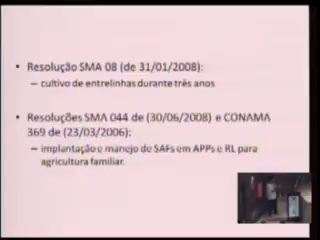 • Resolução SMA 08 (de 31/01/2008):
– cultivo de entrelinhas durante três anos
• Resoluções SMA 044 de (30/06/2008) e CONAMA
369 de (23/03/2006):
– implantação e manejo de SAFs em APPs e RL para
agricultura familiar.